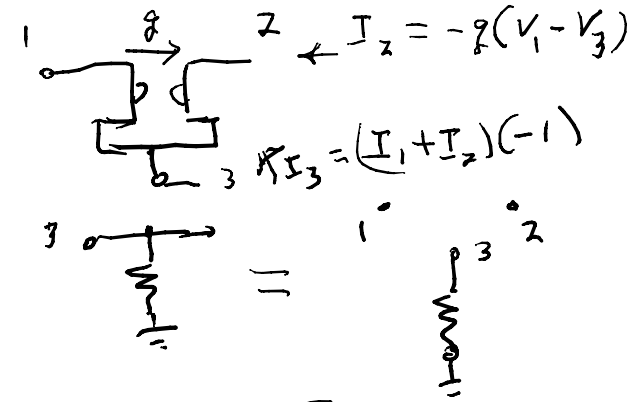 1 g 2 ← I₂ = -g(V₁ - V₃)
3 I₃ = (I₁ + I₂)(-1)
3 = 1 2
3